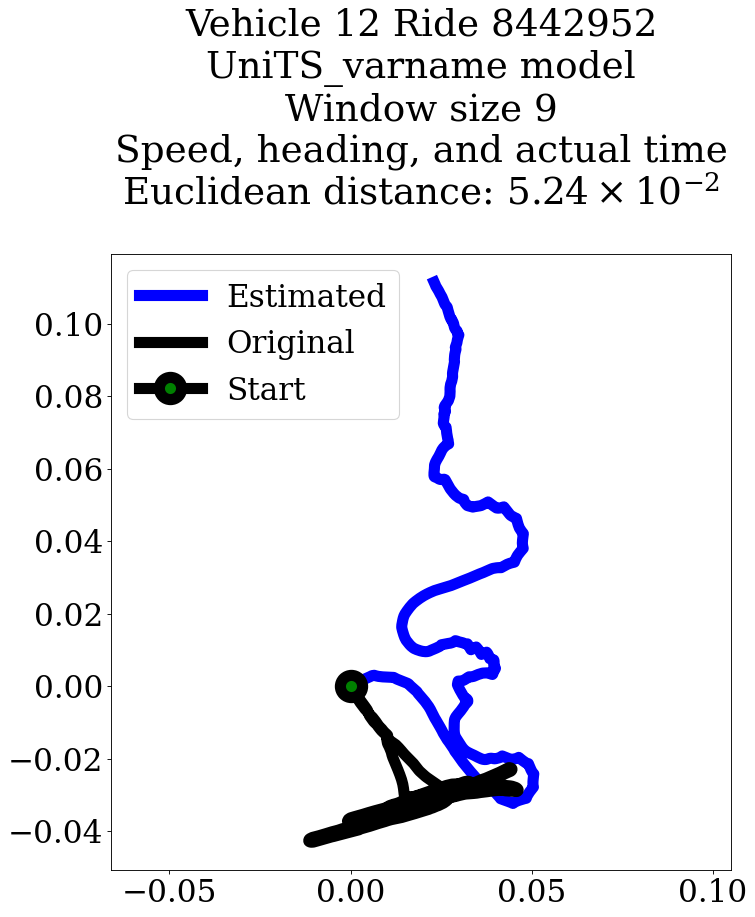 Vehicle 12 Ride 8442952
UniTS_varname model
Window size 9
Speed, heading, and actual time
Euclidean distance: 5.24 × 10⁻²
Estimated
Original
Start
0.10
0.08
0.06
0.04
0.02
0.00
−0.02
−0.04
−0.05 0.00 0.05 0.10